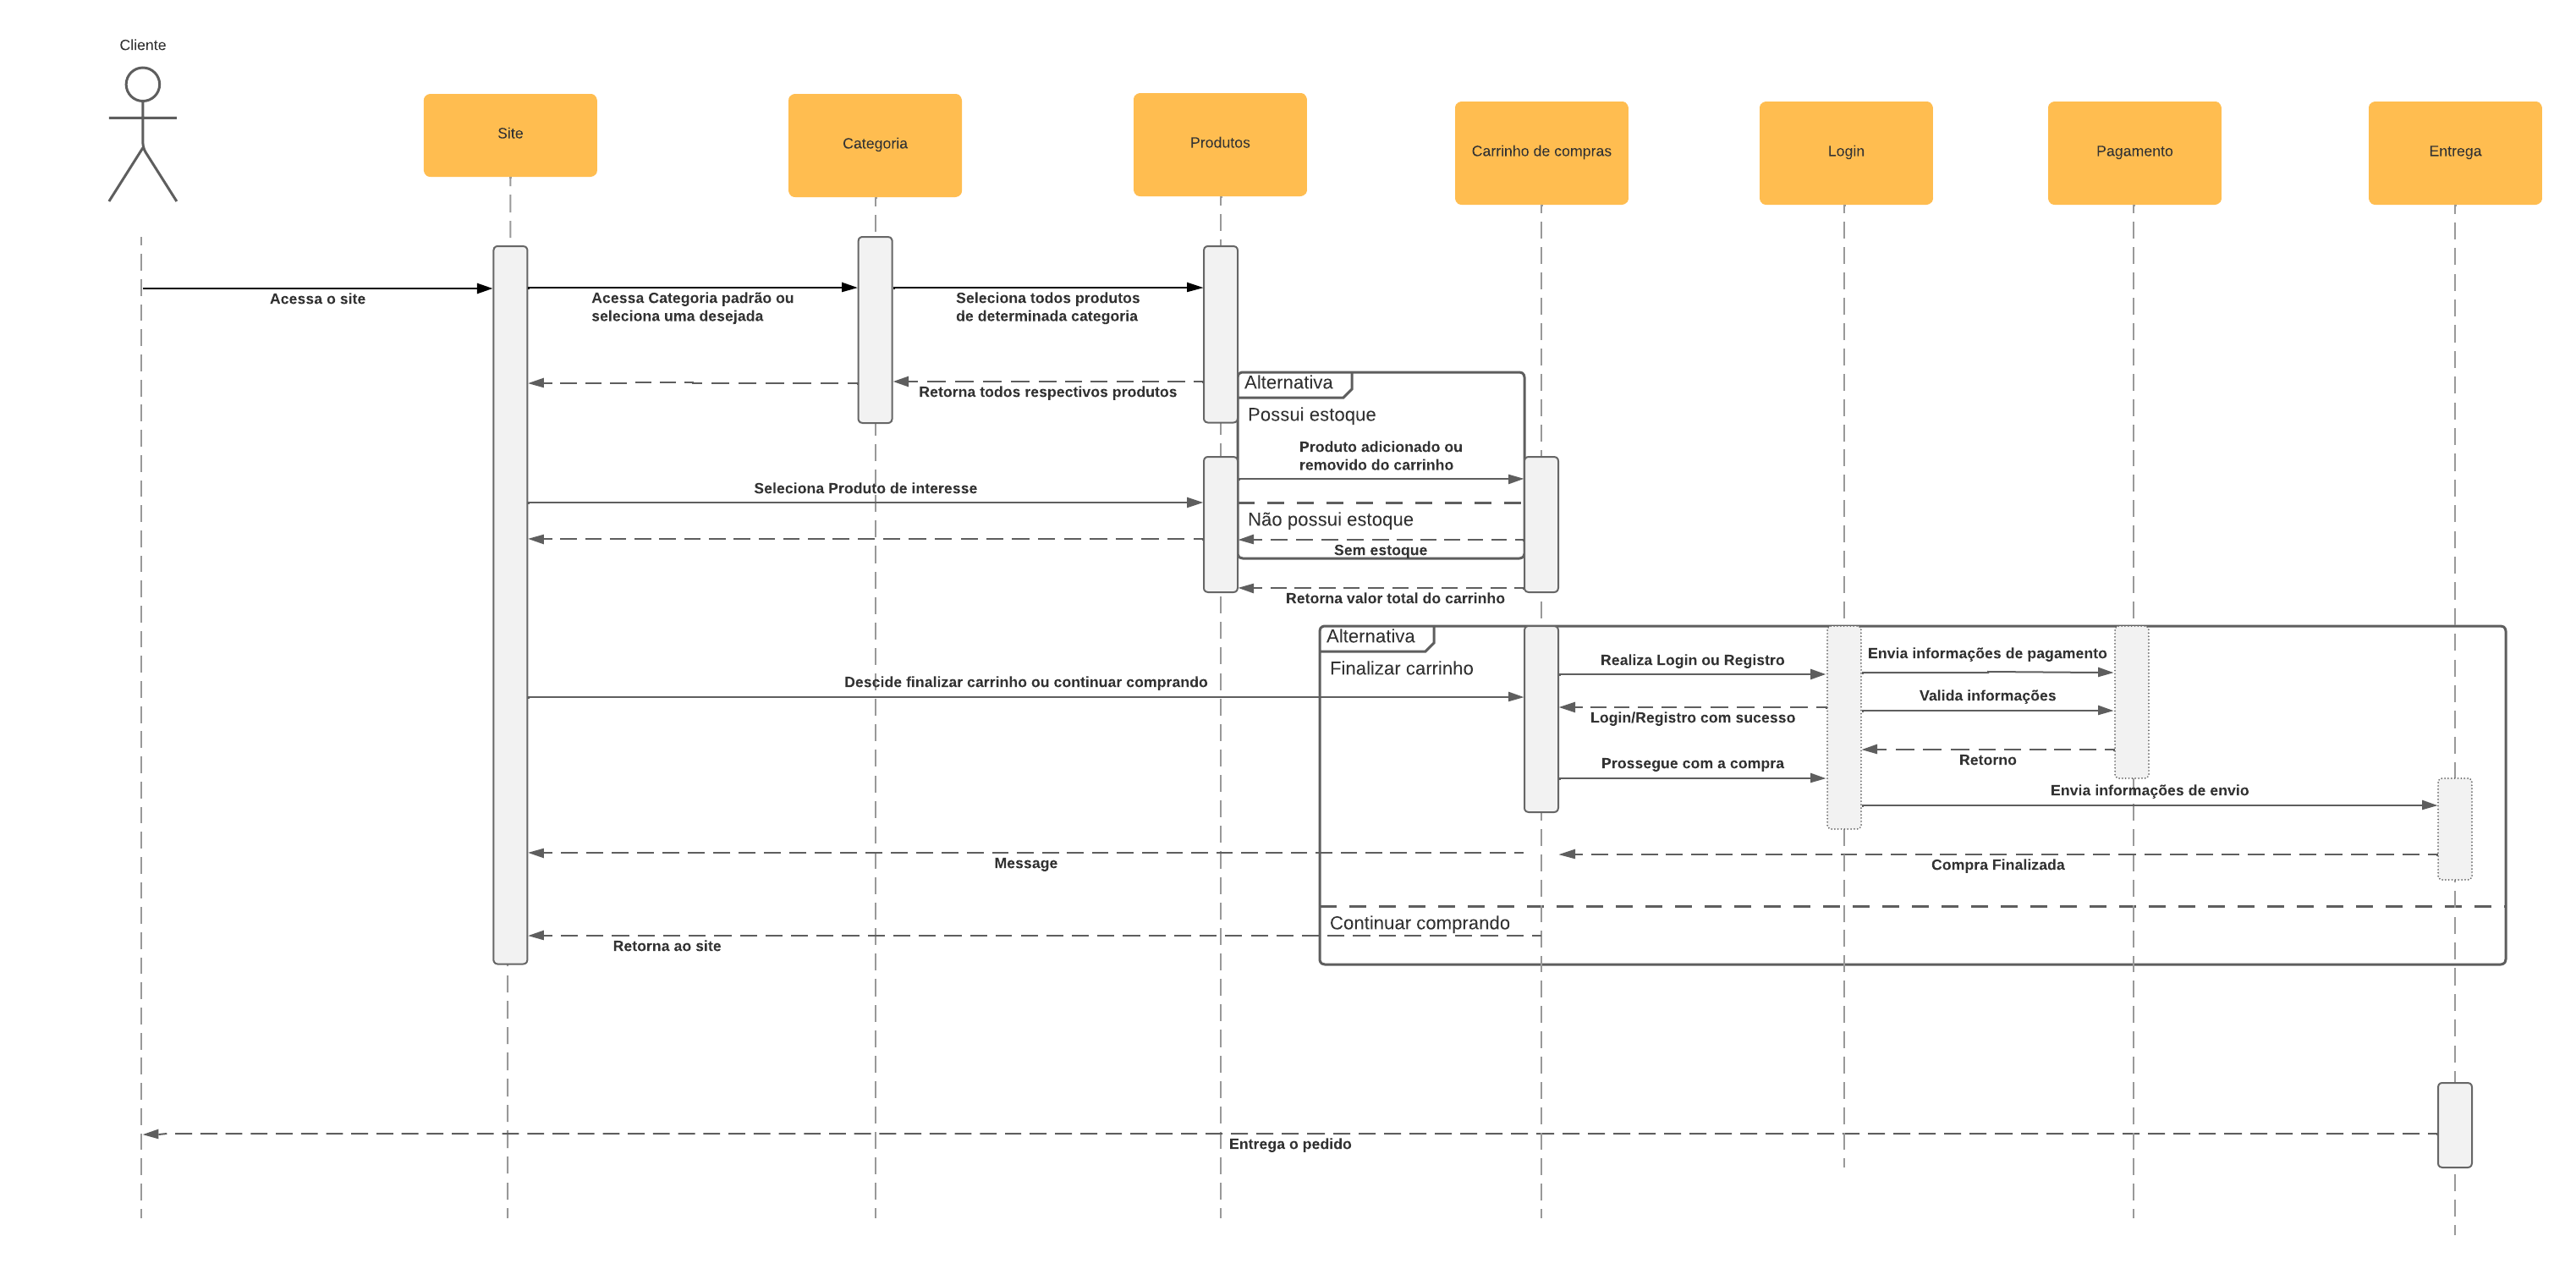 Cliente
Site
Categoria
Produtos
Carrinho de compras
Login
Pagamento
Entrega
Acessa o site
Acessa Categoria padrão ou
seleciona uma desejada
Seleciona todos produtos
de determinada categoria
Retorna todos respectivos produtos
Alternativa
Possui estoque
Produto adicionado ou
removido do carrinho
Seleciona Produto de interesse
Não possui estoque
Sem estoque
Retorna valor total do carrinho
Alternativa
Finalizar carrinho
Realiza Login ou Registro
Envia informações de pagamento
Descide finalizar carrinho ou continuar comprando
Valida informações
Login/Registro com sucesso
Retorno
Prossegue com a compra
Envia informações de envio
Message
Compra Finalizada
Continuar comprando
Retorna ao site
Entrega o pedido